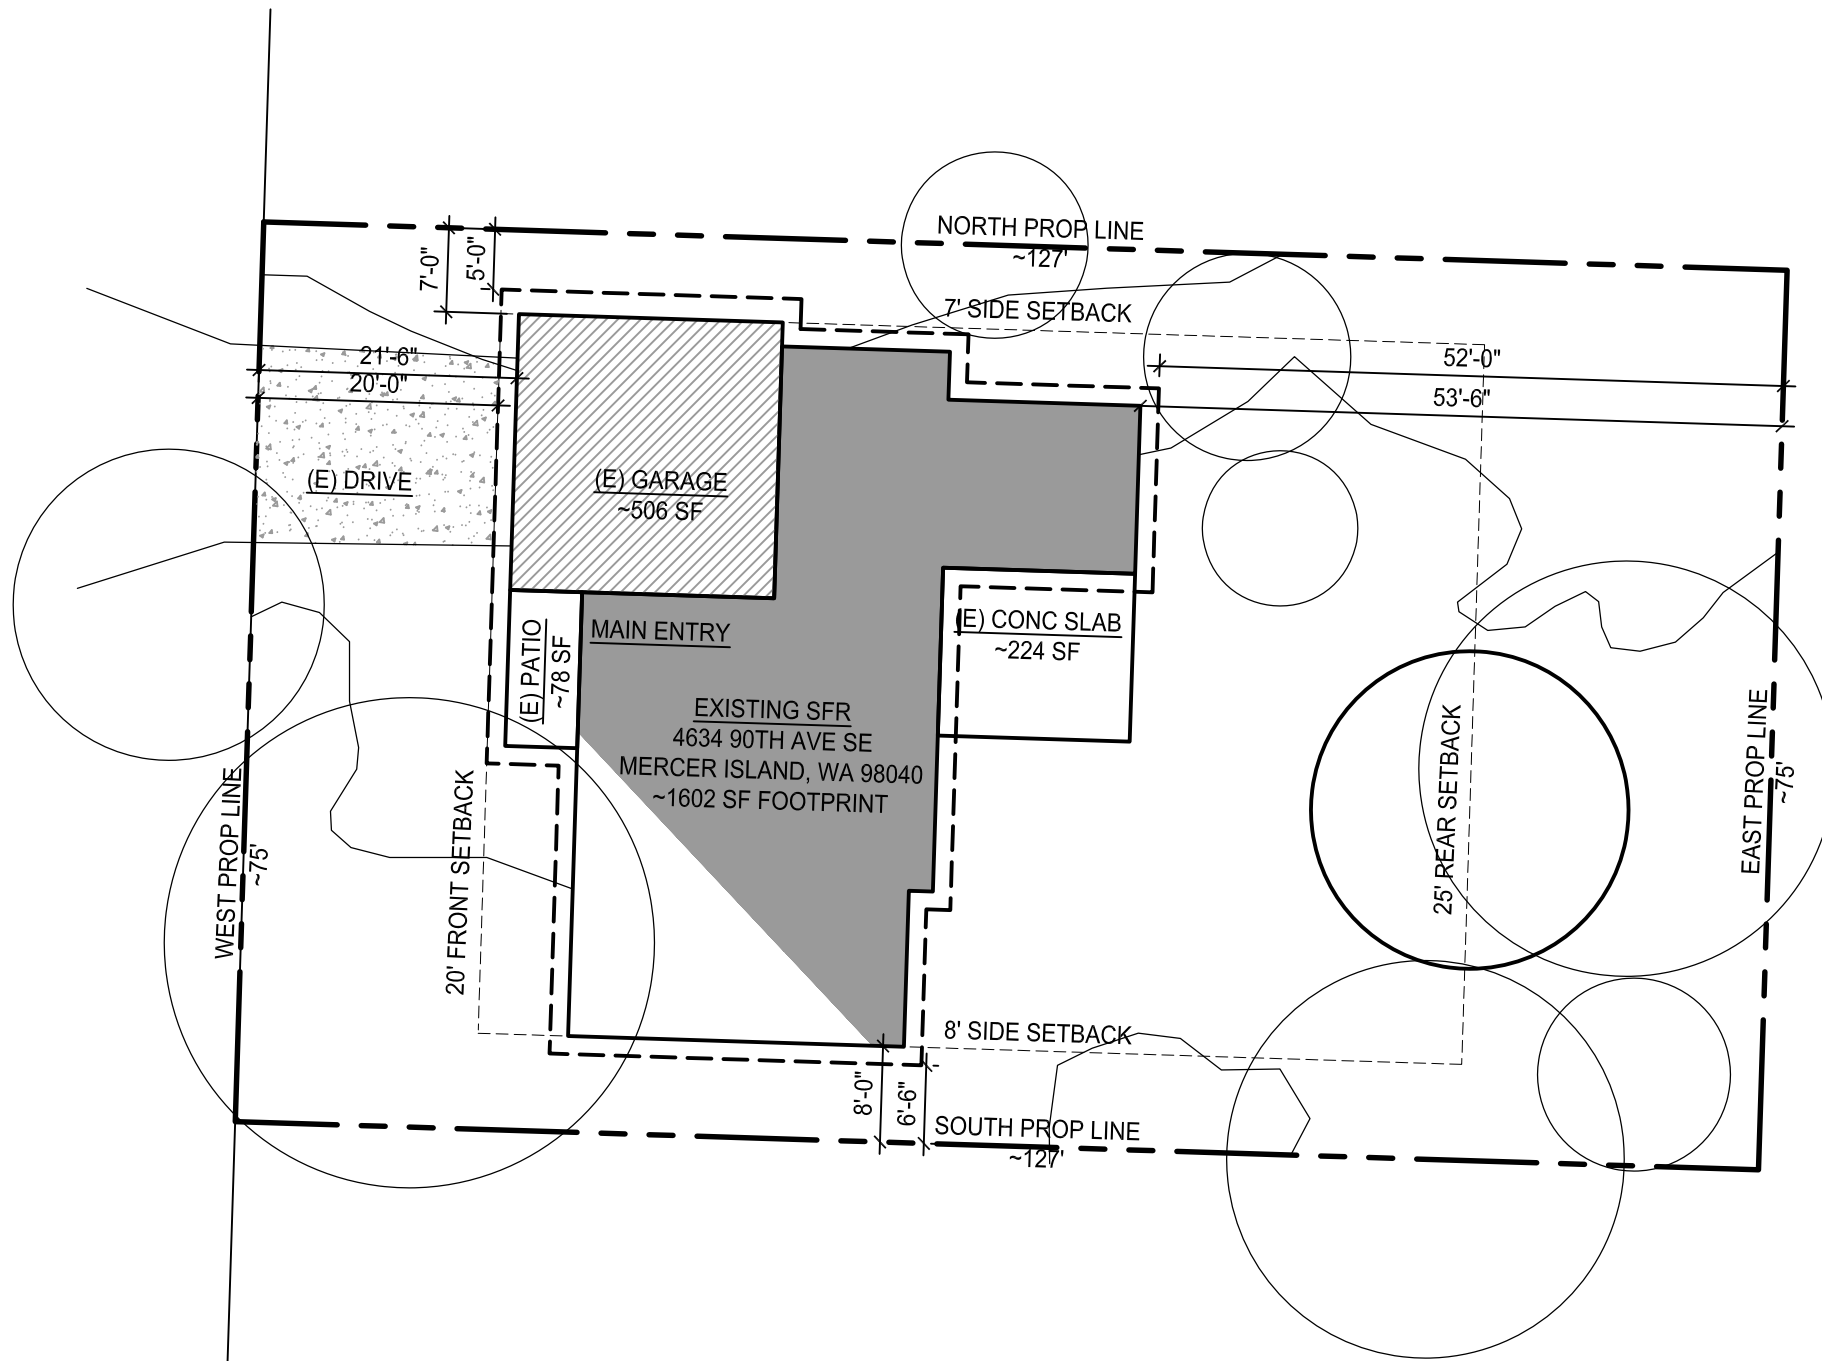 NORTH PROP LINE
~127'
7'-0"
5'-0"
7' SIDE SETBACK
21'-6"
20'-0"
52'-0"
53'-6"
(E) DRIVE
(E) GARAGE
~506 SF
(E) PATIO
~78 SF
MAIN ENTRY
(E) CONC SLAB
~224 SF
EXISTING SFR
4634 90TH AVE SE
MERCER ISLAND, WA 98040
~1602 SF FOOTPRINT
WEST PROP LINE
~75'
20' FRONT SETBACK
25' REAR SETBACK
EAST PROP LINE
~75'
8' SIDE SETBACK
8'-0"
6'-6"
SOUTH PROP LINE
~127'